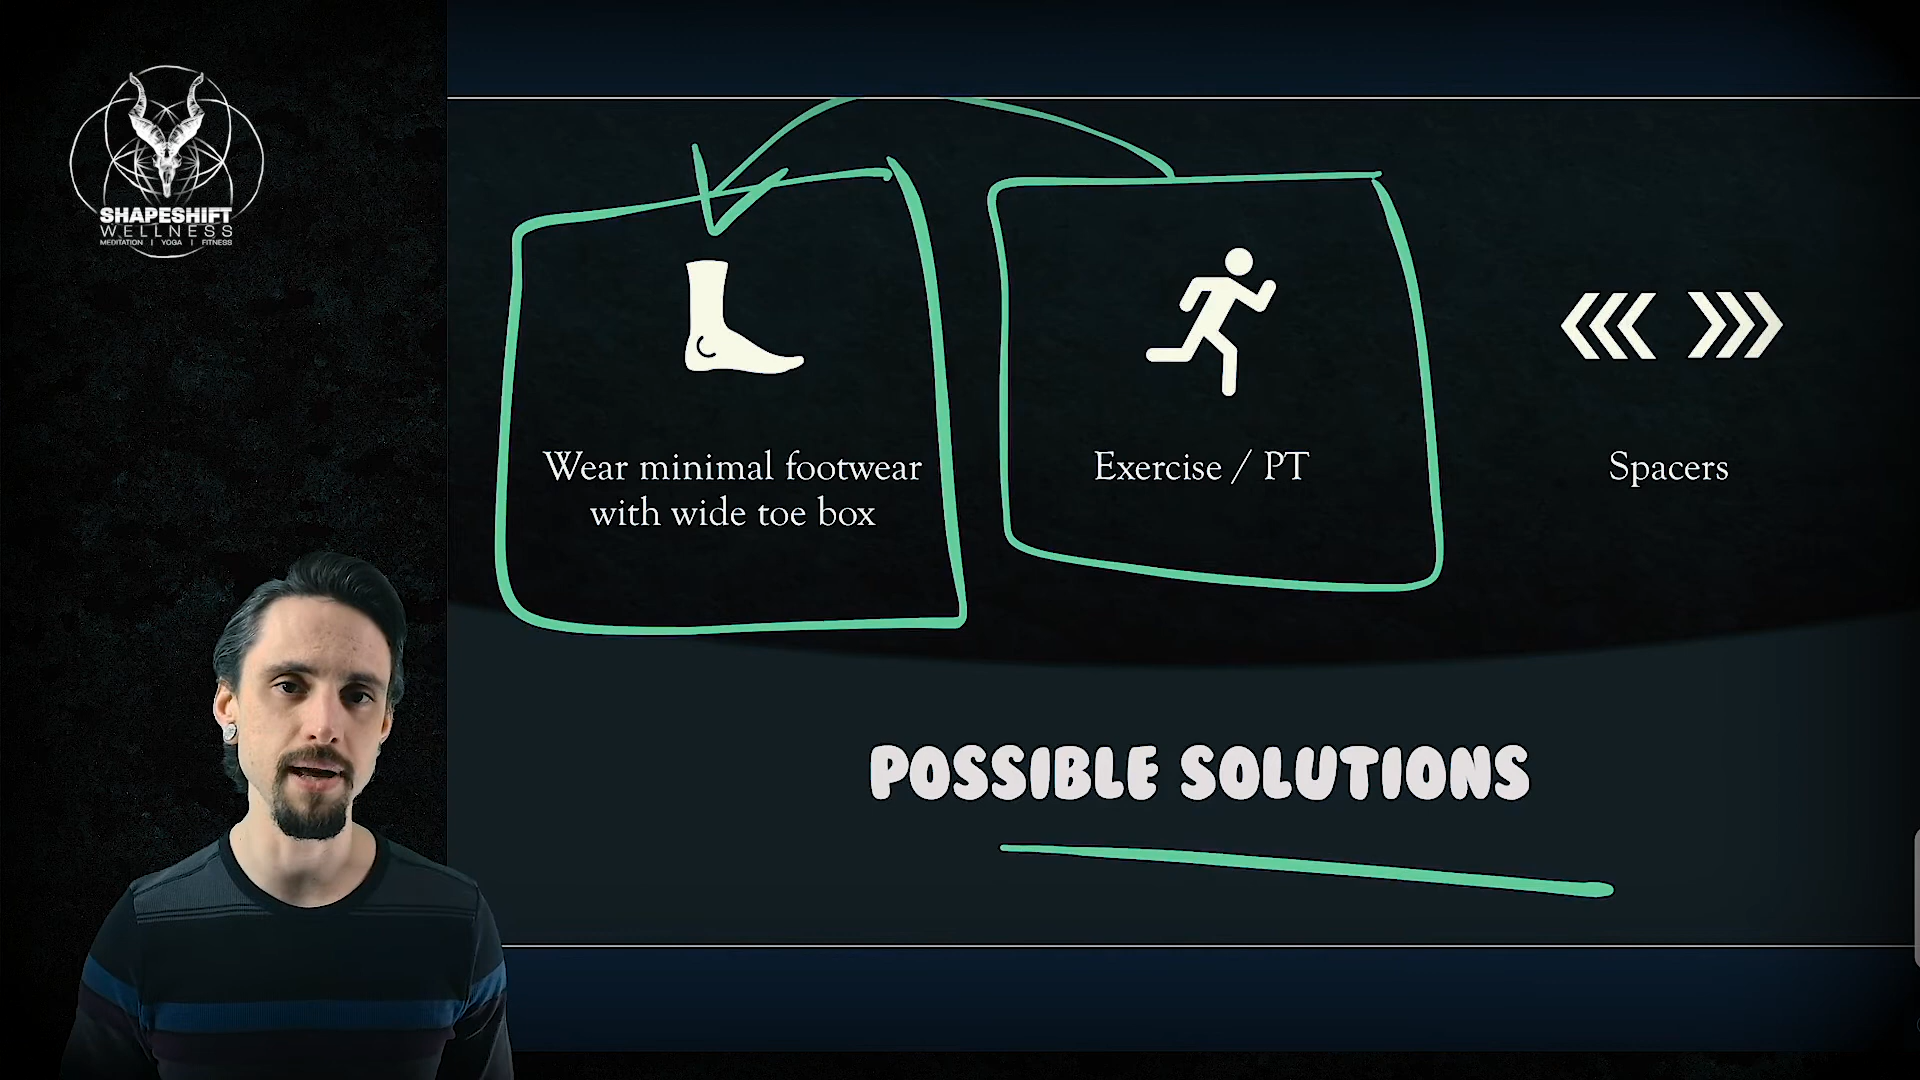 SHAPESHIFT
WELLNESS
MEDITATION | YOGA | FITNESS
Wear minimal footwear
with wide toe box
Exercise / PT
Spacers
POSSIBLE SOLUTIONS